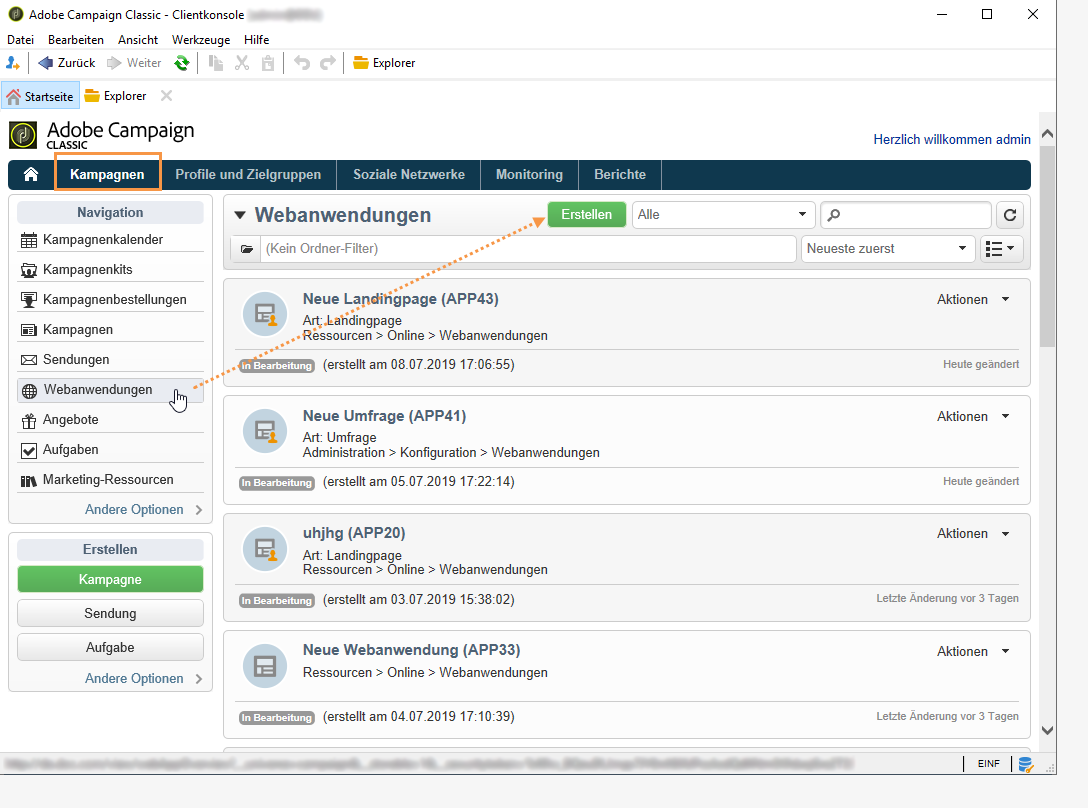 Adobe Campaign Classic - Clientkonsole
Datei Bearbeiten Ansicht Werkzeuge Hilfe
Zurück Weiter Explorer
Startseite Explorer
Adobe Campaign
CLASSIC
Herzlich willkommen admin
Kampagnen Profile und Zielgruppen Soziale Netzwerke Monitoring Berichte
Navigation
Kampagnenkalender
Kampagnenkits
Kampagnenbestellungen
Kampagnen
Sendungen
Webanwendungen
Angebote
Aufgaben
Marketing-Ressourcen
Andere Optionen
Erstellen
Kampagne
Sendung
Aufgabe
Andere Optionen
Webanwendungen Erstellen Alle
(Kein Ordner-Filter) Neueste zuerst
Neue Landingpage (APP43) Aktionen
Art: Landingpage
Ressourcen > Online > Webanwendungen
In Bearbeitung (erstellt am 08.07.2019 17:06:55) Heute geändert
Neue Umfrage (APP41) Aktionen
Art: Umfrage
Administration > Konfiguration > Webanwendungen
In Bearbeitung (erstellt am 05.07.2019 17:22:14) Heute geändert
uhjhg (APP20) Aktionen
Art: Landingpage
Ressourcen > Online > Webanwendungen
In Bearbeitung (erstellt am 03.07.2019 15:38:02) Letzte Änderung vor 3 Tagen
Neue Webanwendung (APP33) Aktionen
Ressourcen > Online > Webanwendungen
In Bearbeitung (erstellt am 04.07.2019 17:10:39) Letzte Änderung vor 3 Tagen
EINF